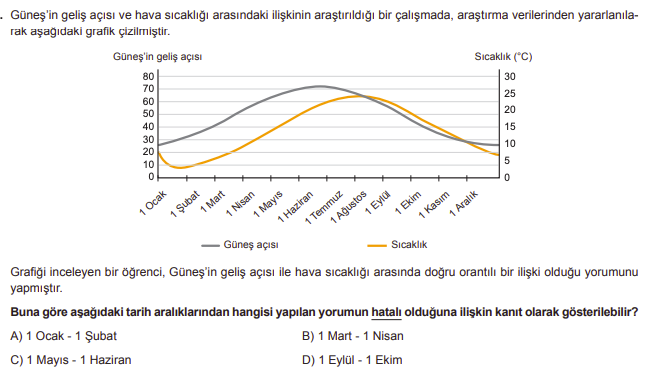 . Güneş'in geliş açısı ve hava sıcaklığı arasındaki ilişkinin araştırıldığı bir çalışmada, araştırma verilerinden yararlanıla-
rak aşağıdaki grafik çizilmiştir.
Güneş'in geliş açısı
Sıcaklık (°C)
80
70
60
50
40
30
20
10
0
30
25
20
15
10
5
0
1 Ocak
1 Şubat
1 Mart
1 Nisan
1 Mayıs
1 Haziran
1 Temmuz
1 Ağustos
1 Eylül
1 Ekim
1 Kasım
1 Aralık
Güneş açısı
Sıcaklık
Grafiği inceleyen bir öğrenci, Güneş'in geliş açısı ile hava sıcaklığı arasında doğru orantılı bir ilişki olduğu yorumunu
yapmıştır.
Buna göre aşağıdaki tarih aralıklarından hangisi yapılan yorumun hatalı olduğuna ilişkin kanıt olarak gösterilebilir?
A) 1 Ocak - 1 Şubat
B) 1 Mart - 1 Nisan
C) 1 Mayıs - 1 Haziran
D) 1 Eylül - 1 Ekim